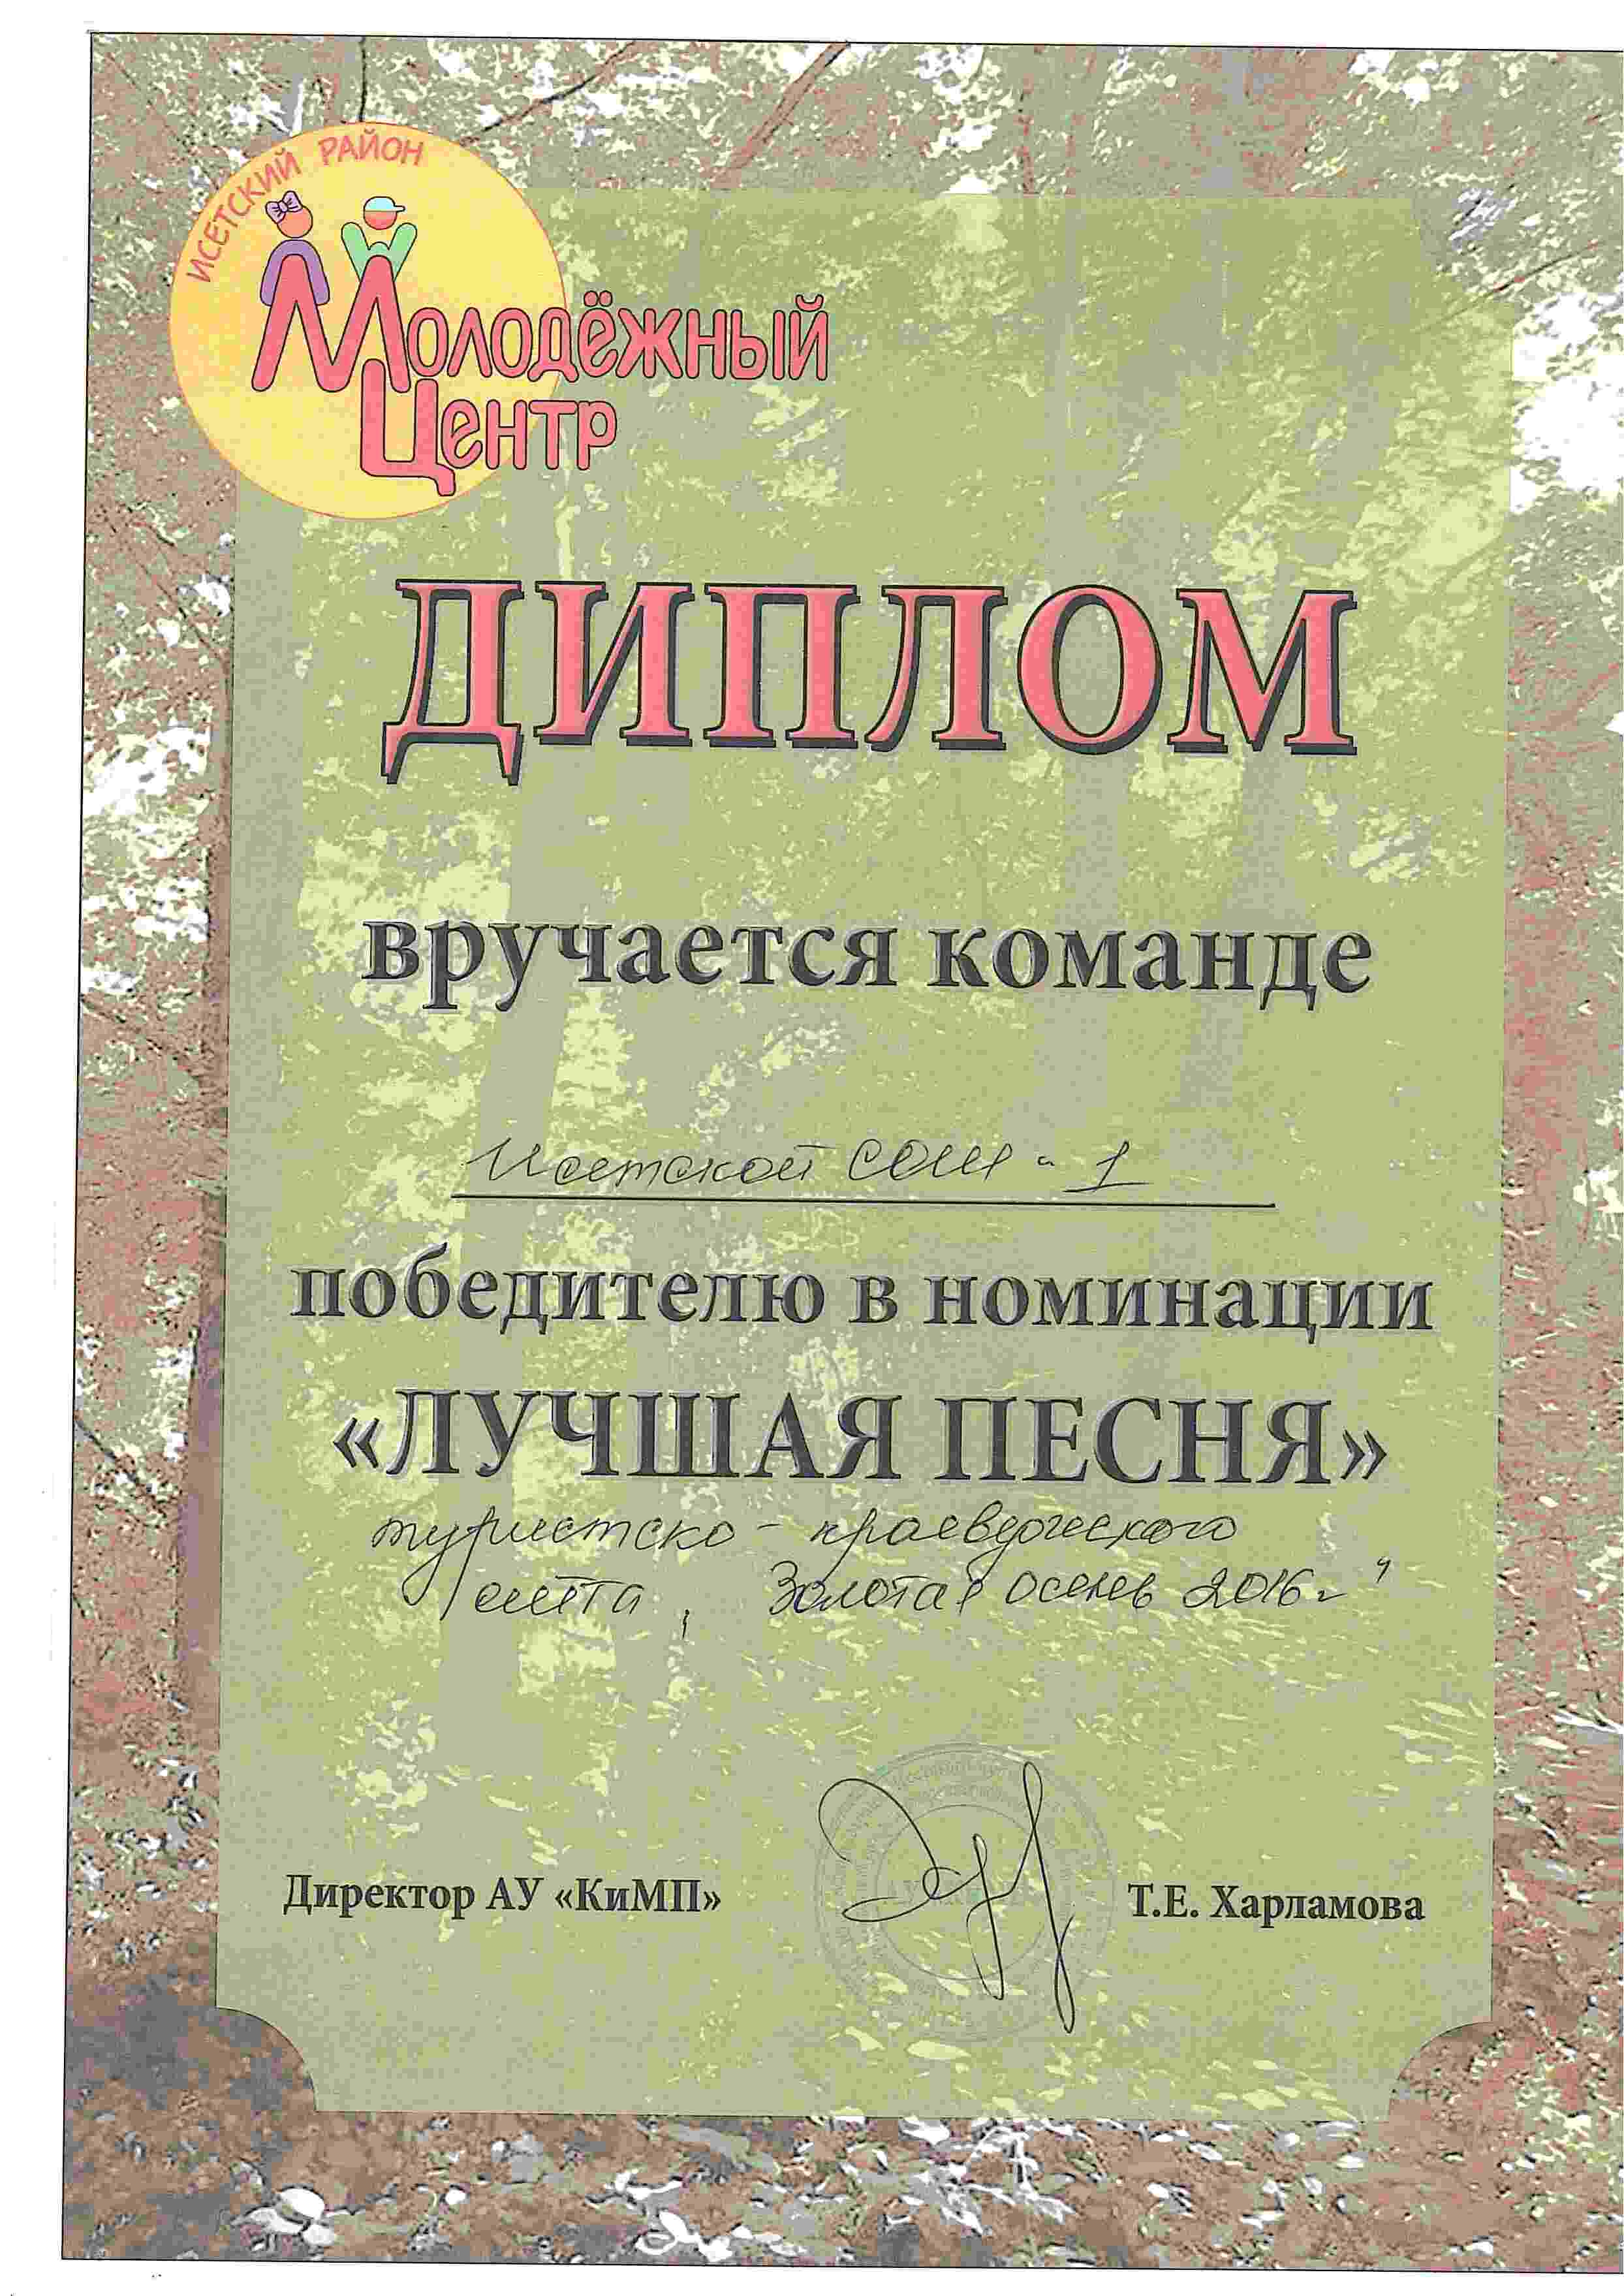 ИСЕТСКИЙ РАЙОН
МОЛОДЁЖНЫЙ
ЦЕНТР
ДИПЛОМ
вручается команде
Исетской СОШ - 1
победителю в номинации
«ЛУЧШАЯ ПЕСНЯ»
туристско - краеведческого
слёта „ Золотая осень 2016г "
Директор АУ «КиМП»
Т.Е. Харламова